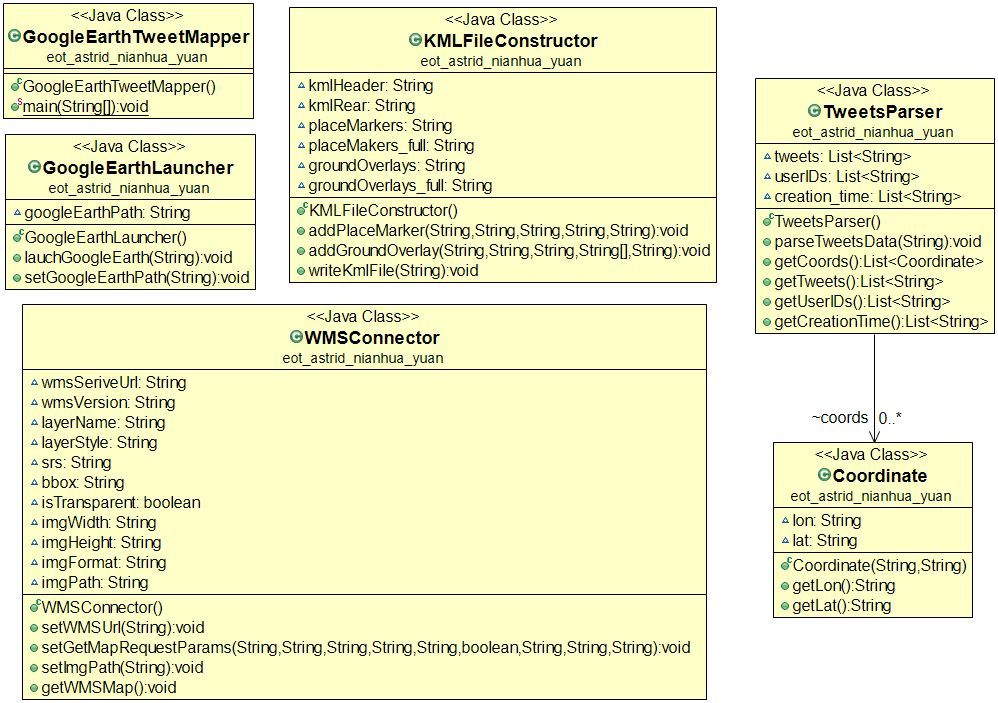 <<Java Class>>
GoogleEarthTweetMapper
eot_astrid_nianhua_yuan
GoogleEarthTweetMapper()
main(String[]):void
<<Java Class>>
GoogleEarthLauncher
eot_astrid_nianhua_yuan
googleEarthPath: String
GoogleEarthLauncher()
lauchGoogleEarth(String):void
setGoogleEarthPath(String):void
<<Java Class>>
KMLFileConstructor
eot_astrid_nianhua_yuan
kmlHeader: String
kmlRear: String
placeMarkers: String
placeMakers_full: String
groundOverlays: String
groundOverlays_full: String
KMLFileConstructor()
addPlaceMarker(String,String,String,String,String):void
addGroundOverlay(String,String,String,String[],String):void
writeKmlFile(String):void
<<Java Class>>
TweetsParser
eot_astrid_nianhua_yuan
tweets: List<String>
userIDs: List<String>
creation_time: List<String>
TweetsParser()
parseTweetsData(String):void
getCoords():List<Coordinate>
getTweets():List<String>
getUserIDs():List<String>
getCreationTime():List<String>
~coords 0..*
<<Java Class>>
Coordinate
eot_astrid_nianhua_yuan
lon: String
lat: String
Coordinate(String,String)
getLon():String
getLat():String
<<Java Class>>
WMSConnector
eot_astrid_nianhua_yuan
wmsSeriveUrl: String
wmsVersion: String
layerName: String
layerStyle: String
srs: String
bbox: String
isTransparent: boolean
imgWidth: String
imgHeight: String
imgFormat: String
imgPath: String
WMSConnector()
setWMSUrl(String):void
setGetMapRequestParams(String,String,String,String,String,boolean,String,String,String):void
setImgPath(String):void
getWMSMap():void